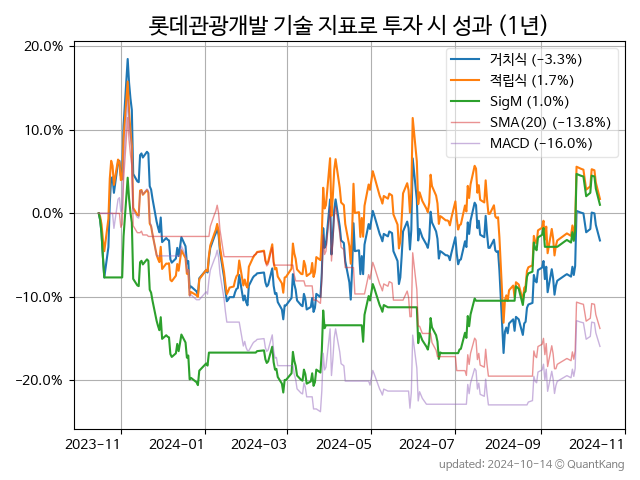 롯데관광개발 기술 지표로 투자 시 성과 (1년)
20.0%
10.0%
0.0%
−10.0%
−20.0%
거치식 (−3.3%)
적립식 (1.7%)
SigM (1.0%)
SMA(20) (−13.8%)
MACD (−16.0%)
2023-11 2024-01 2024-03 2024-05 2024-07 2024-09 2024-11
updated: 2024-10-14 © QuantKang